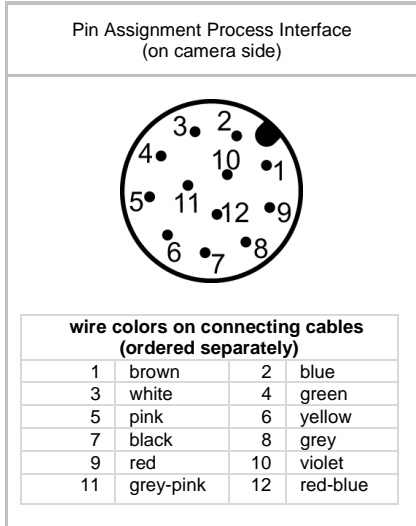 Pin Assignment Process Interface
(on camera side)
3 2
4 10 1
5 11 12 9
6 7 8
wire colors on connecting cables
(ordered separately)
1 brown 2 blue
3 white 4 green
5 pink 6 yellow
7 black 8 grey
9 red 10 violet
11 grey-pink 12 red-blue